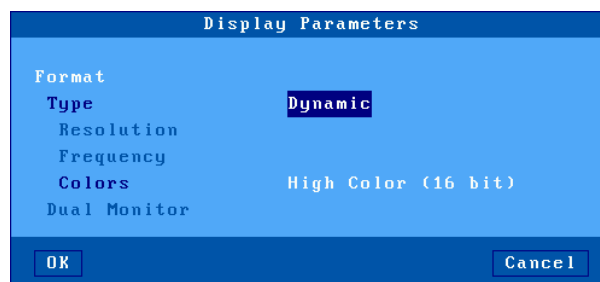 Display Parameters
Format
Type Dynamic
Resolution
Frequency
Colors High Color (16 bit)
Dual Monitor
OK Cancel